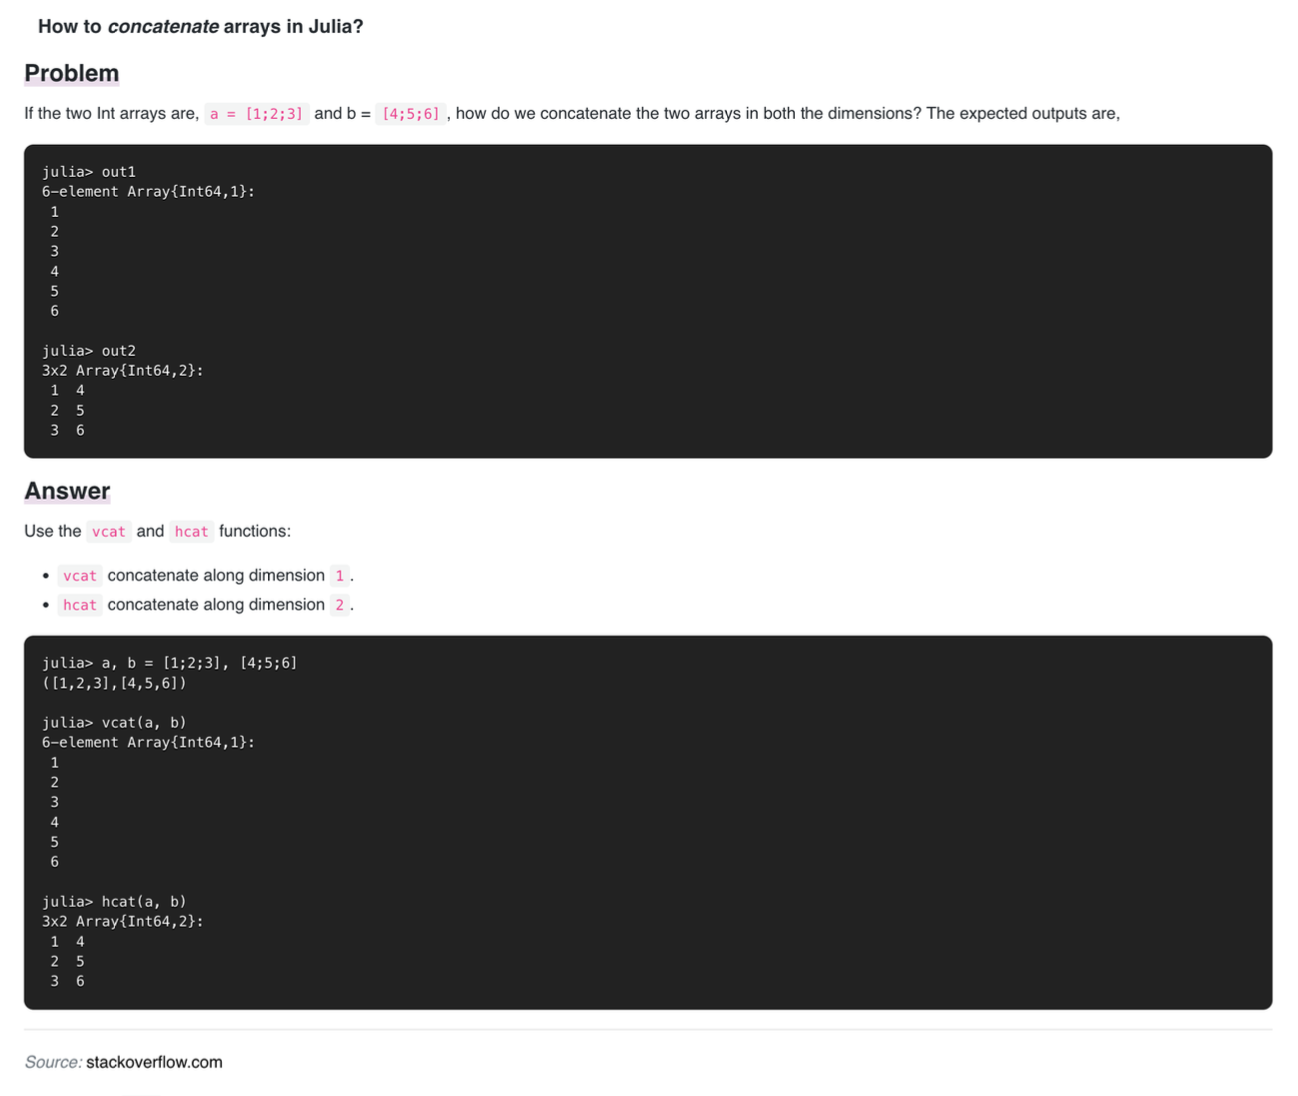 How to concatenate arrays in Julia?
Problem
If the two Int arrays are, a = [1;2;3] and b = [4;5;6] , how do we concatenate the two arrays in both the dimensions? The expected outputs are,
julia> out1
6-element Array{Int64,1}:
1
2
3
4
5
6
julia> out2
3x2 Array{Int64,2}:
1 4
2 5
3 6
Answer
Use the vcat and hcat functions:
• vcat concatenate along dimension 1 .
• hcat concatenate along dimension 2 .
julia> a, b = [1;2;3], [4;5;6]
([1,2,3],[4,5,6])
julia> vcat(a, b)
6-element Array{Int64,1}:
1
2
3
4
5
6
julia> hcat(a, b)
3x2 Array{Int64,2}:
1 4
2 5
3 6
Source: stackoverflow.com